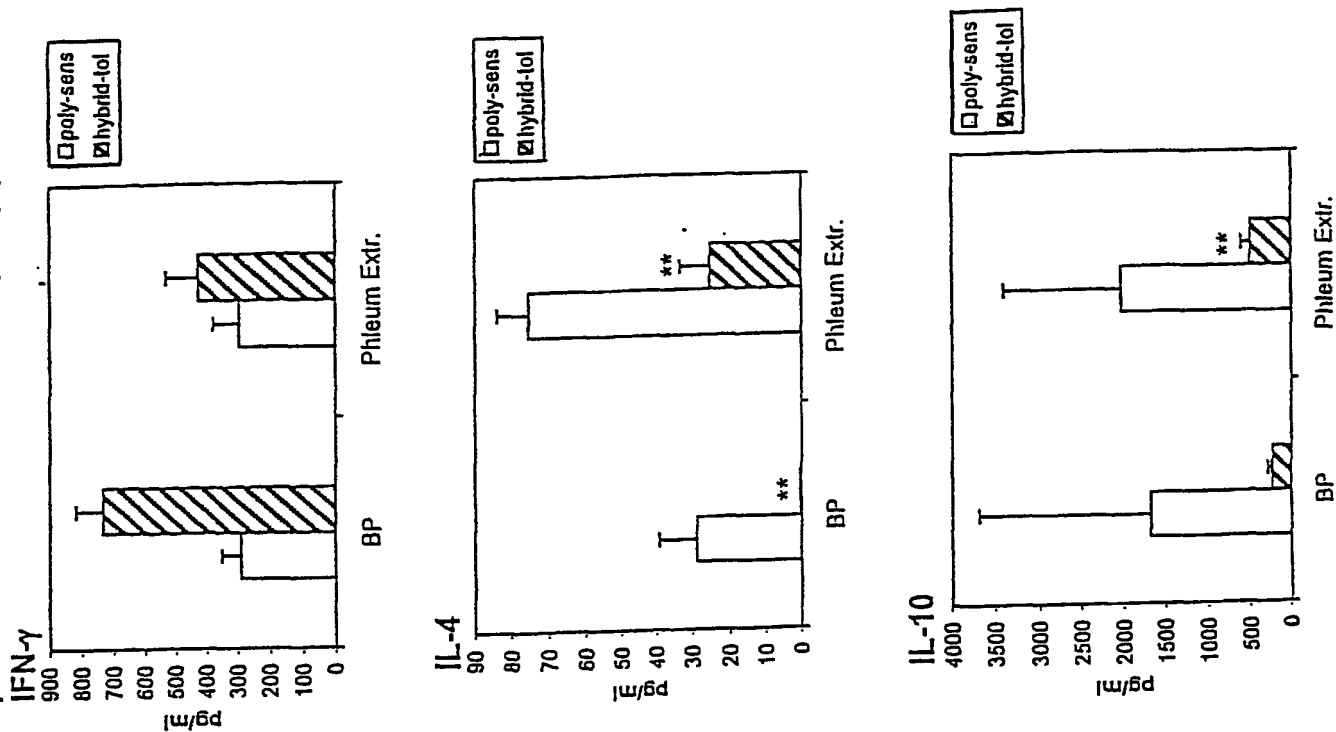 IFN-γ
900
800
700
600
500
400
300
200
100
0
pg/ml
BP
Phleum Extr.
poly-sens
hybrid-tol
IL-4
90
80
70
60
50
40
30
20
10
0
pg/ml
**
**
BP
Phleum Extr.
poly-sens
hybrid-tol
IL-10
4000
3500
3000
2500
2000
1500
1000
500
0
pg/ml
**
BP
Phleum Extr.
poly-sens
hybrid-tol